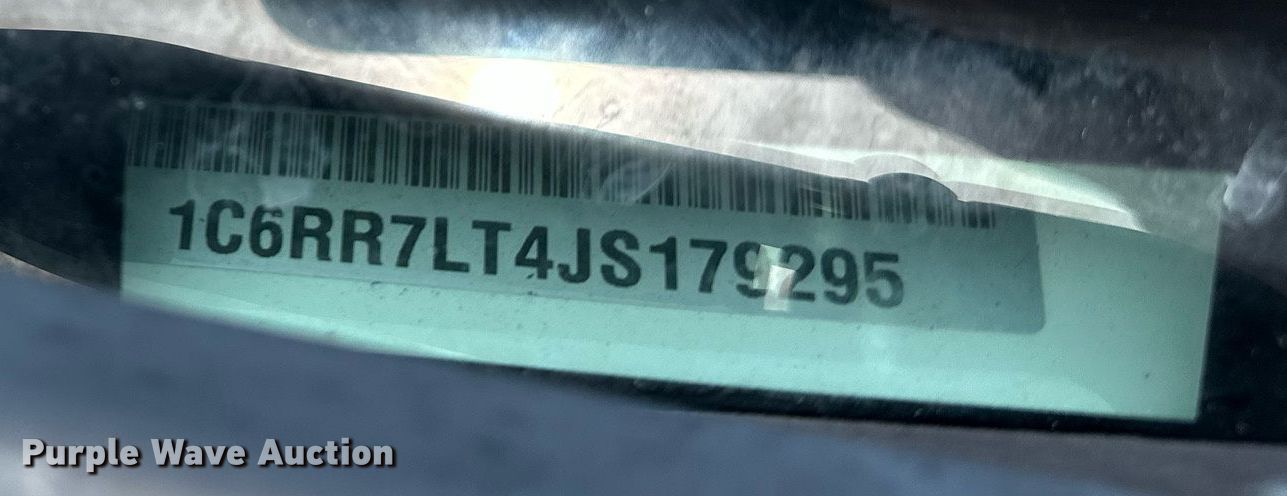 1C6RR7LT4JS179295
Purple Wave Auction